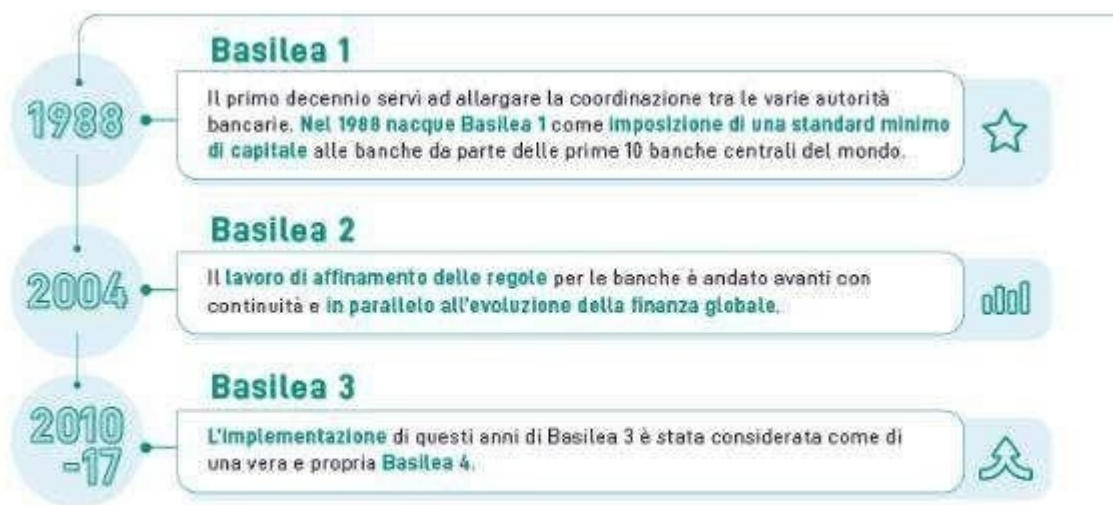 Basilea 1
1988
Il primo decennio servì ad allargare la coordinazione tra le varie autorità
bancarie. Nel 1988 nacque Basilea 1 come imposizione di una standard minimo
di capitale alle banche da parte delle prime 10 banche centrali del mondo.
Basilea 2
2004
Il lavoro di affinamento delle regole per le banche è andato avanti con
continuità e in parallelo all'evoluzione della finanza globale.
Basilea 3
2010
-17
L'implementazione di questi anni di Basilea 3 è stata considerata come di
una vera e propria Basilea 4.